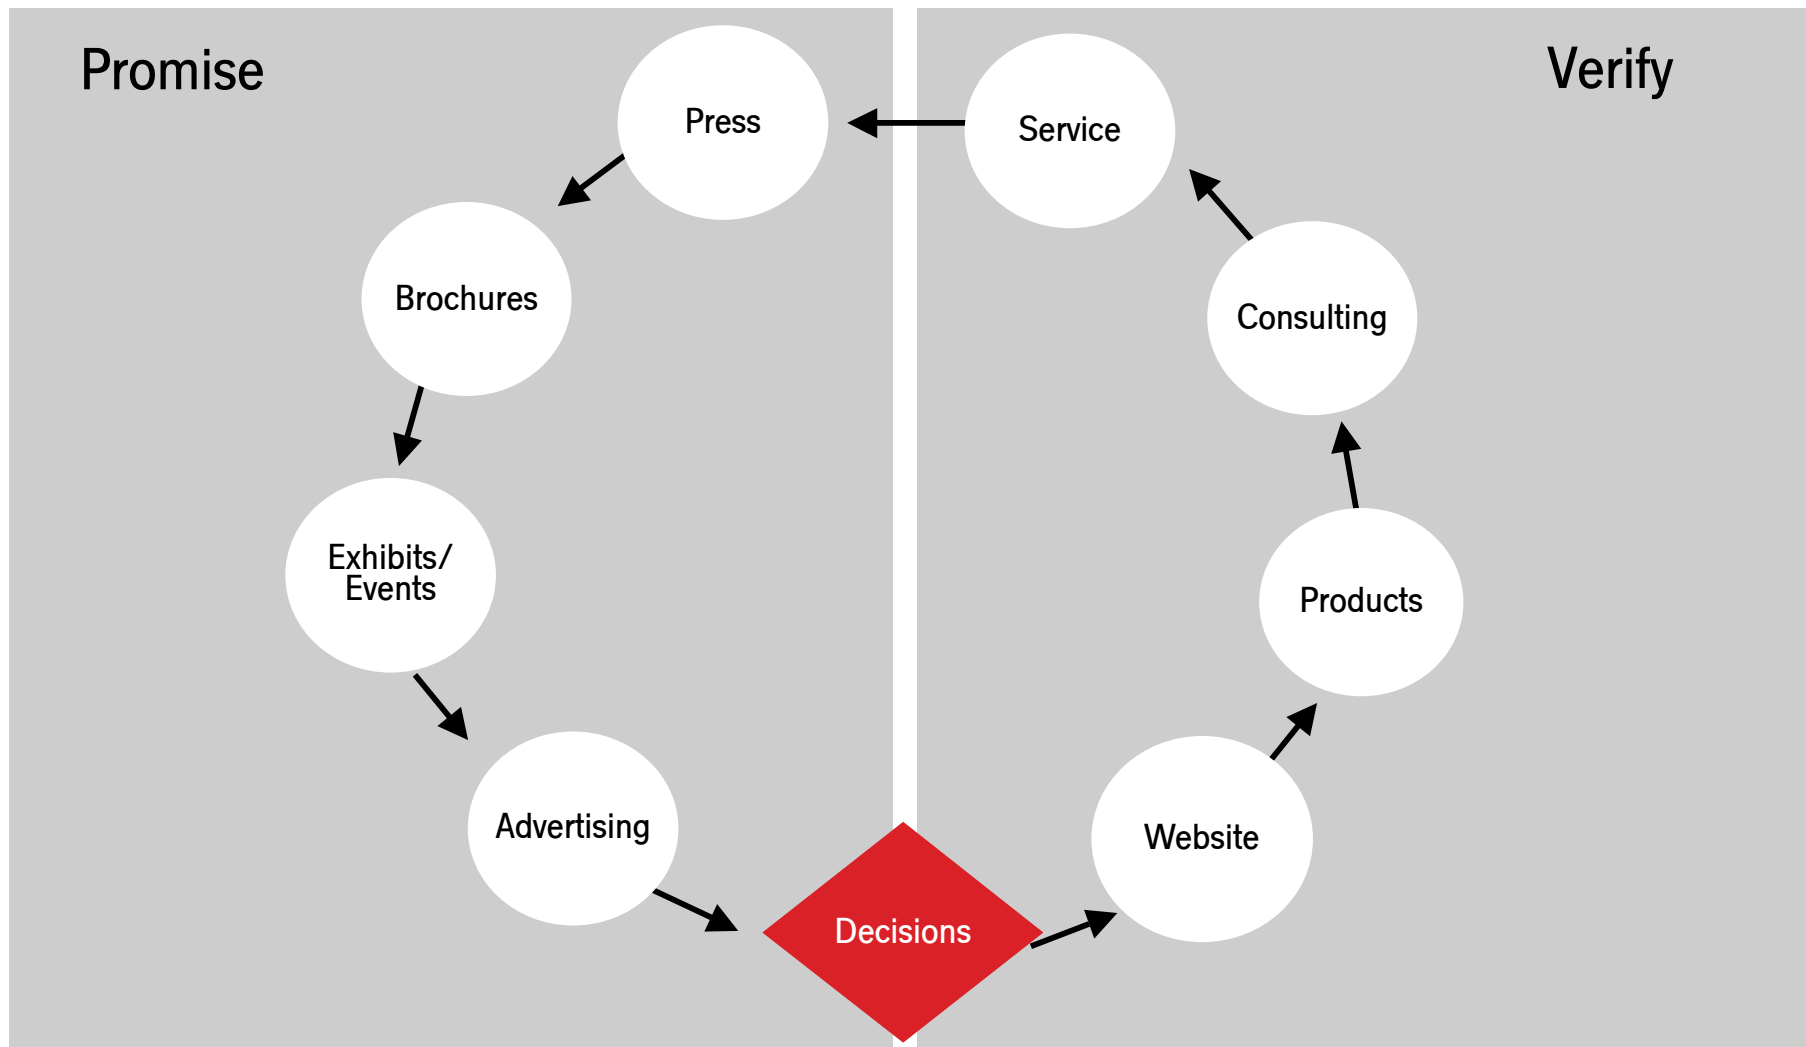 Promise
Verify
Press
Service
Brochures
Consulting
Exhibits/
Events
Products
Advertising
Website
Decisions